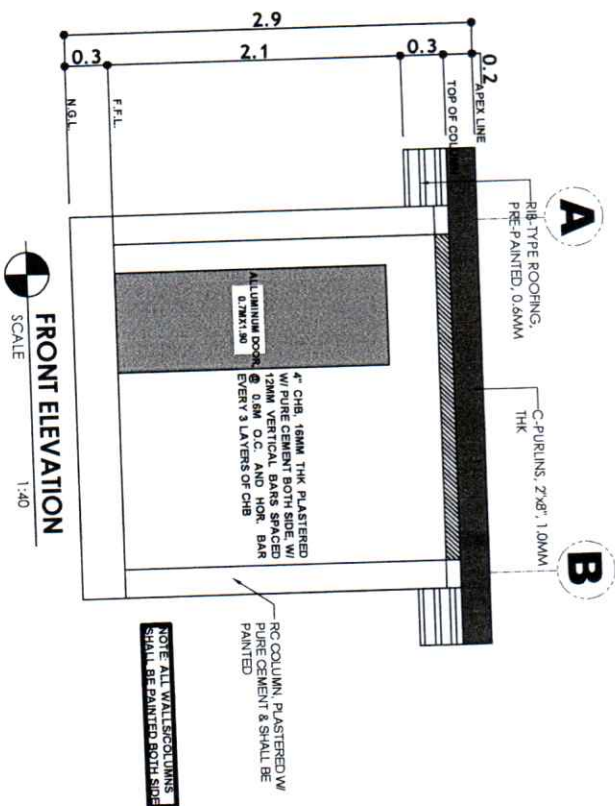 2.9
0.3
2.1
0.3
0.2
N.G.L.
F.F.L.
APEX LINE
A
RIB-TYPE ROOFING,
PRE-PAINTED, 0.6MM
C-PURLINS, 2"x8", 1.0MM
THK
B
ALLUMINUM DOOR,
0.7MX1.90
4" CHB, 16MM THK PLASTERED
W/ PURE CEMENT BOTH SIDE, W/
12MM VERTICAL BARS SPACED
@ 0.6M O.C. AND HOR. BAR
EVERY 3 LAYERS OF CHB
RC COLUMN, PLASTERED W/
PURE CEMENT & SHALL BE
PAINTED
NOTE: ALL WALLS/COLUMNS
SHALL BE PAINTED BOTH SIDE
FRONT ELEVATION
SCALE
1:40
TOP OF